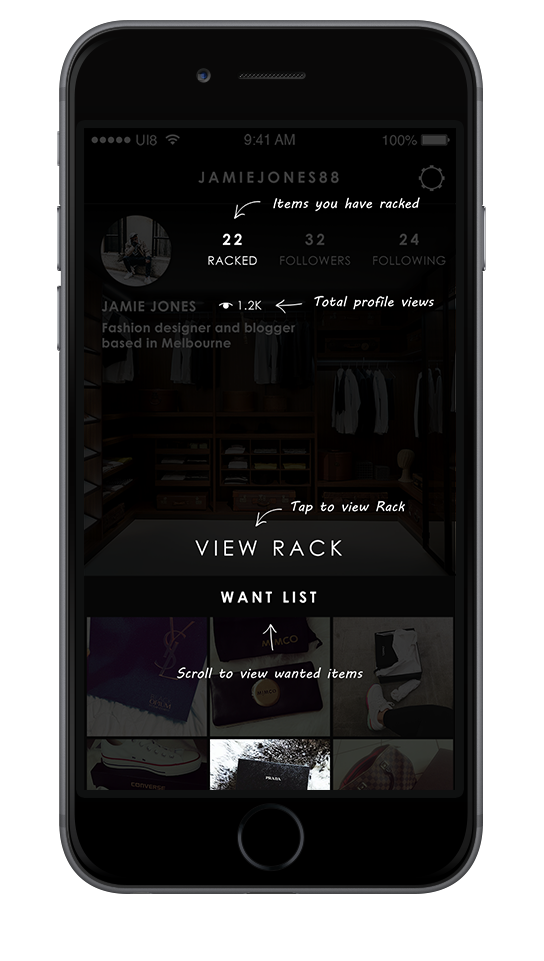 UI8 9:41 AM 100%
JAMIEJONES88
Items you have racked
22 32 24
RACKED FOLLOWERS FOLLOWING
JAMIE JONES 1.2K Total profile views
Fashion designer and blogger
based in Melbourne
Tap to view Rack
VIEW RACK
WANT LIST
YSL MIMCO
MIMCO
Scroll to view wanted items
PRADA
CONVERSE